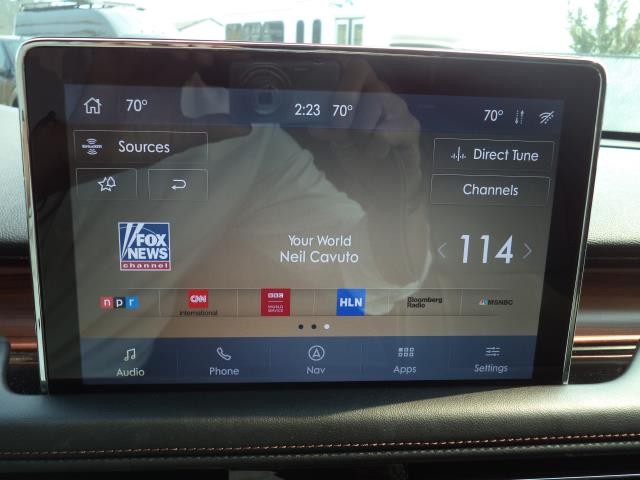 70° 2:23 70° 70°
SiriusXM Sources
Direct Tune
Channels
FOX
NEWS
channel
Your World
Neil Cavuto
114
npr CNN International BBC WORLD SERVICE HLN Bloomberg Radio MSNBC
Audio Phone Nav Apps Settings